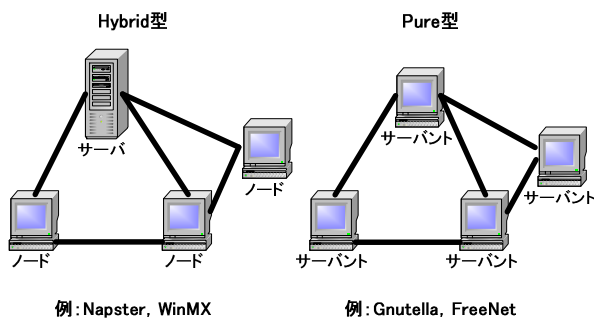 Hybrid型
サーバ
ノード
ノード
ノード
例：Napster, WinMX
Pure型
サーバント
サーバント
サーバント
サーバント
例：Gnutella, FreeNet